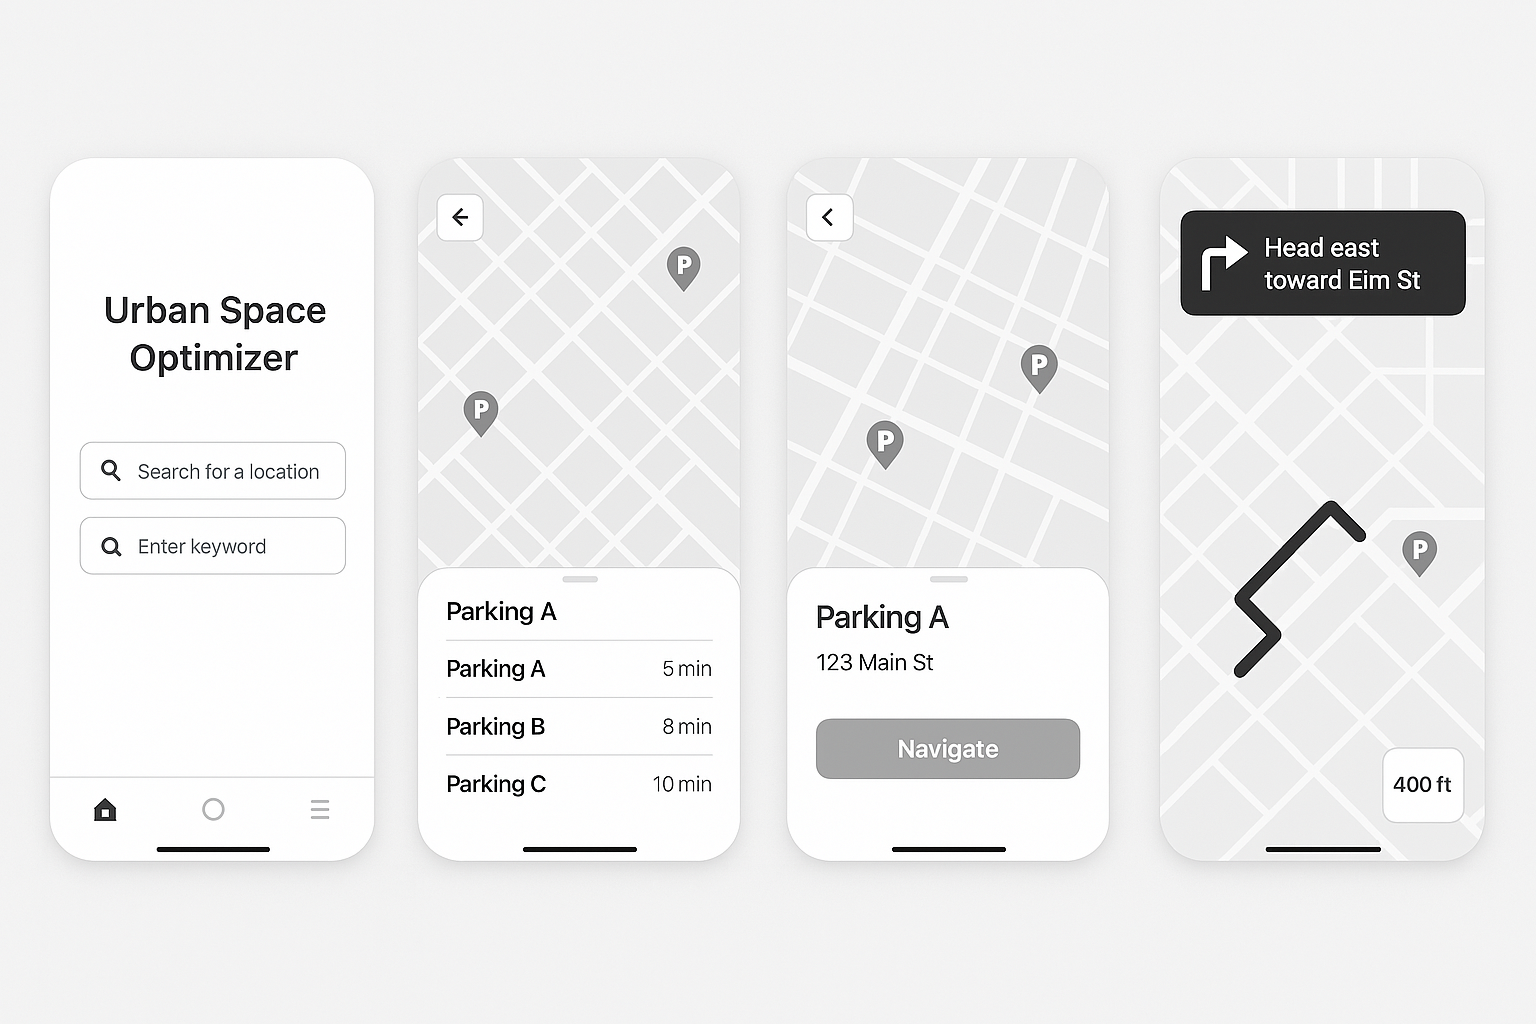 Urban Space
Optimizer
Search for a location
Enter keyword
P
P
Parking A
Parking A 5 min
Parking B 8 min
Parking C 10 min
P
P
Parking A
123 Main St
Navigate
Head east
toward Eim St
P
400 ft